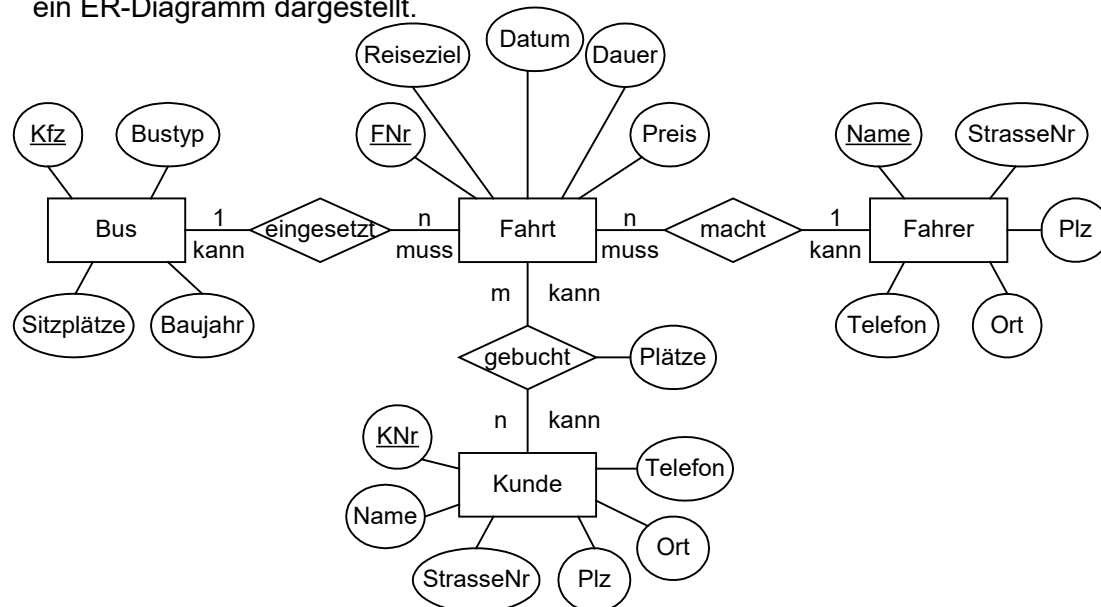 ein ER-Diagramm dargestellt.
Reiseziel
Datum
Dauer
Kfz
Bustyp
FNr
Preis
Name
StrasseNr
Bus
1
kann
eingesetzt
n
muss
Fahrt
n
muss
macht
1
kann
Fahrer
Plz
Sitzplätze
Baujahr
m
kann
Telefon
Ort
gebucht
Plätze
n
kann
KNr
Kunde
Telefon
Name
Ort
StrasseNr
Plz